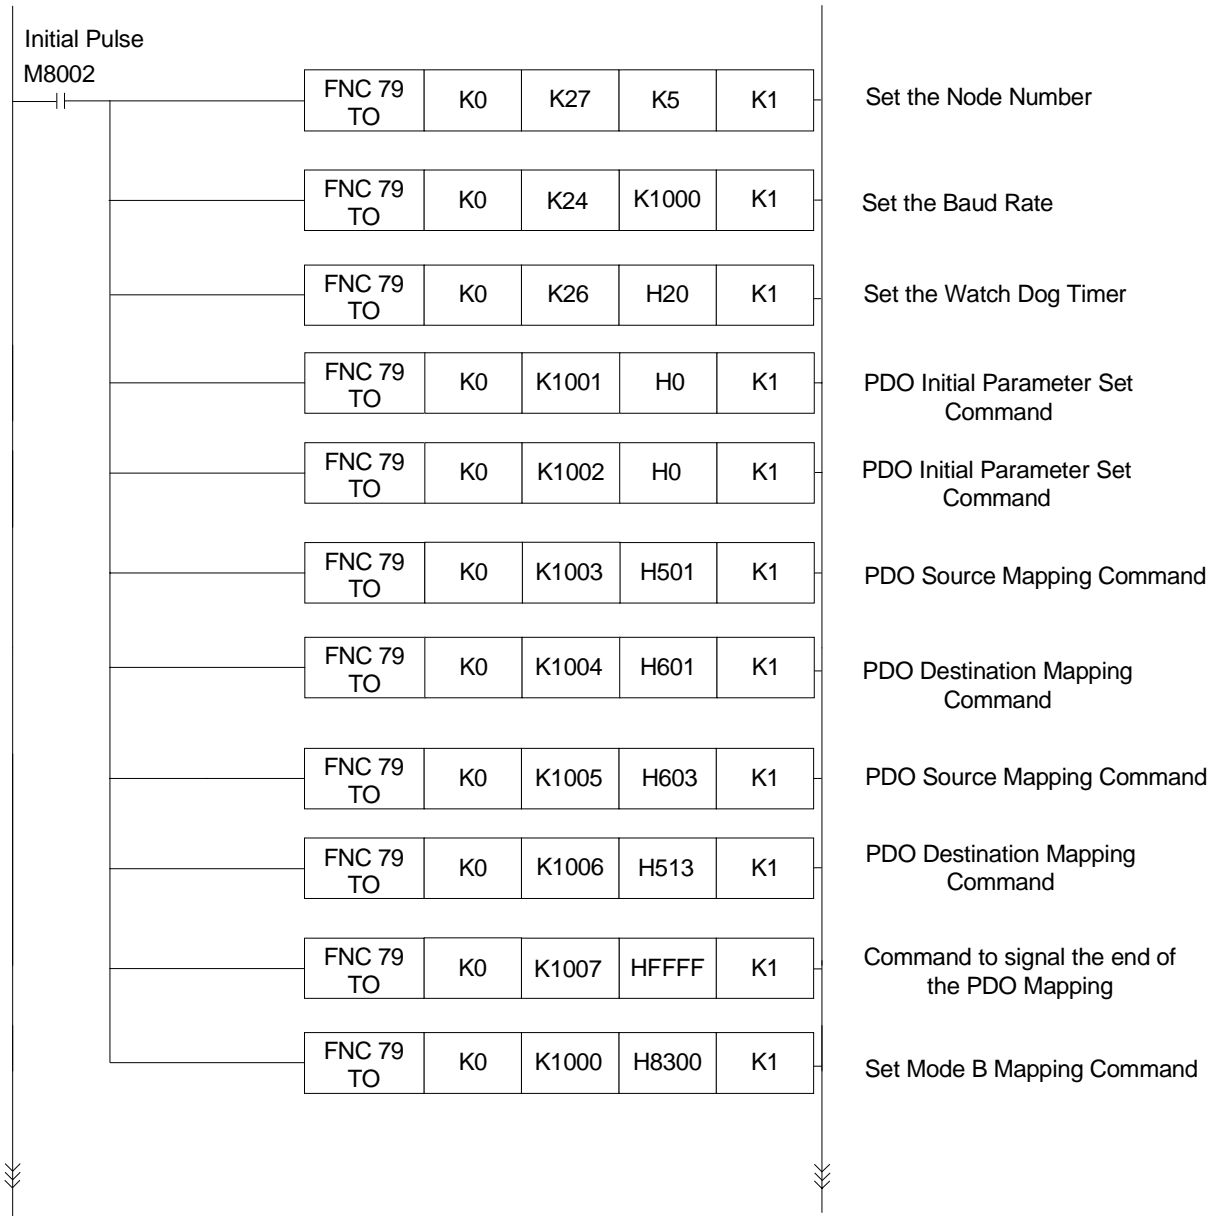 Initial Pulse
M8002
FNC 79 TO K0 K27 K5 K1 Set the Node Number
FNC 79 TO K0 K24 K1000 K1 Set the Baud Rate
FNC 79 TO K0 K26 H20 K1 Set the Watch Dog Timer
FNC 79 TO K0 K1001 H0 K1 PDO Initial Parameter Set
Command
FNC 79 TO K0 K1002 H0 K1 PDO Initial Parameter Set
Command
FNC 79 TO K0 K1003 H501 K1 PDO Source Mapping Command
FNC 79 TO K0 K1004 H601 K1 PDO Destination Mapping
Command
FNC 79 TO K0 K1005 H603 K1 PDO Source Mapping Command
FNC 79 TO K0 K1006 H513 K1 PDO Destination Mapping
Command
FNC 79 TO K0 K1007 HFFFF K1 Command to signal the end of
the PDO Mapping
FNC 79 TO K0 K1000 H8300 K1 Set Mode B Mapping Command